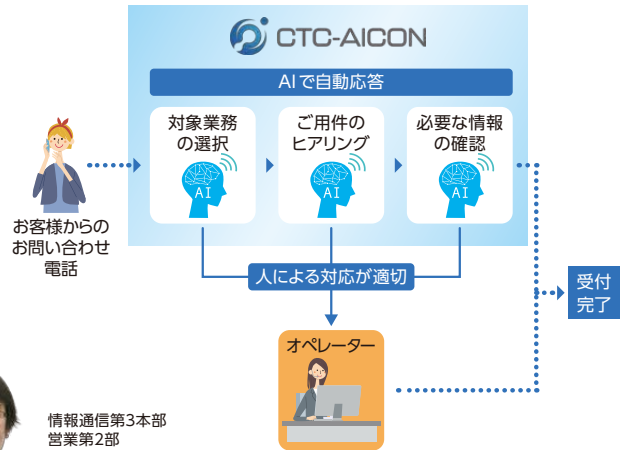 CTC-AICON
AIで自動応答
対象業務
の選択
AI
ご用件の
ヒアリング
AI
必要な情報
の確認
AI
お客様からの
お問い合わせ
電話
人による対応が適切
受付
完了
オペレーター
情報通信第3本部
営業第2部